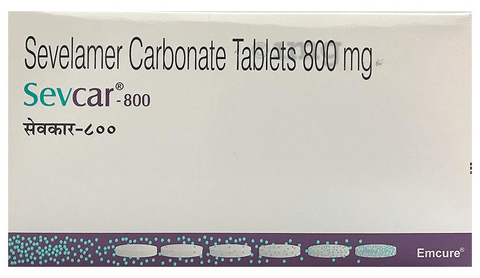 Sevelamer Carbonate Tablets 800 mg
Sevcar®-800
सेवकार-८००
Emcure®